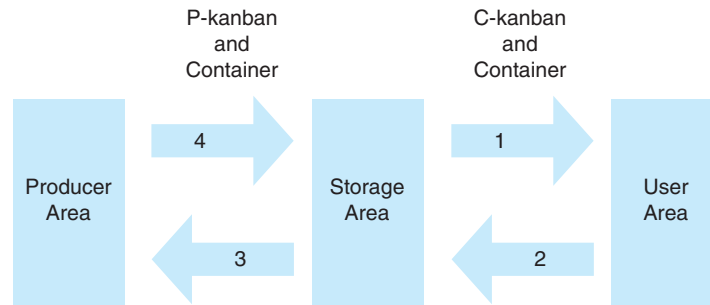 P-kanban
and
Container
C-kanban
and
Container
4
1
Producer
Area
Storage
Area
User
Area
3
2